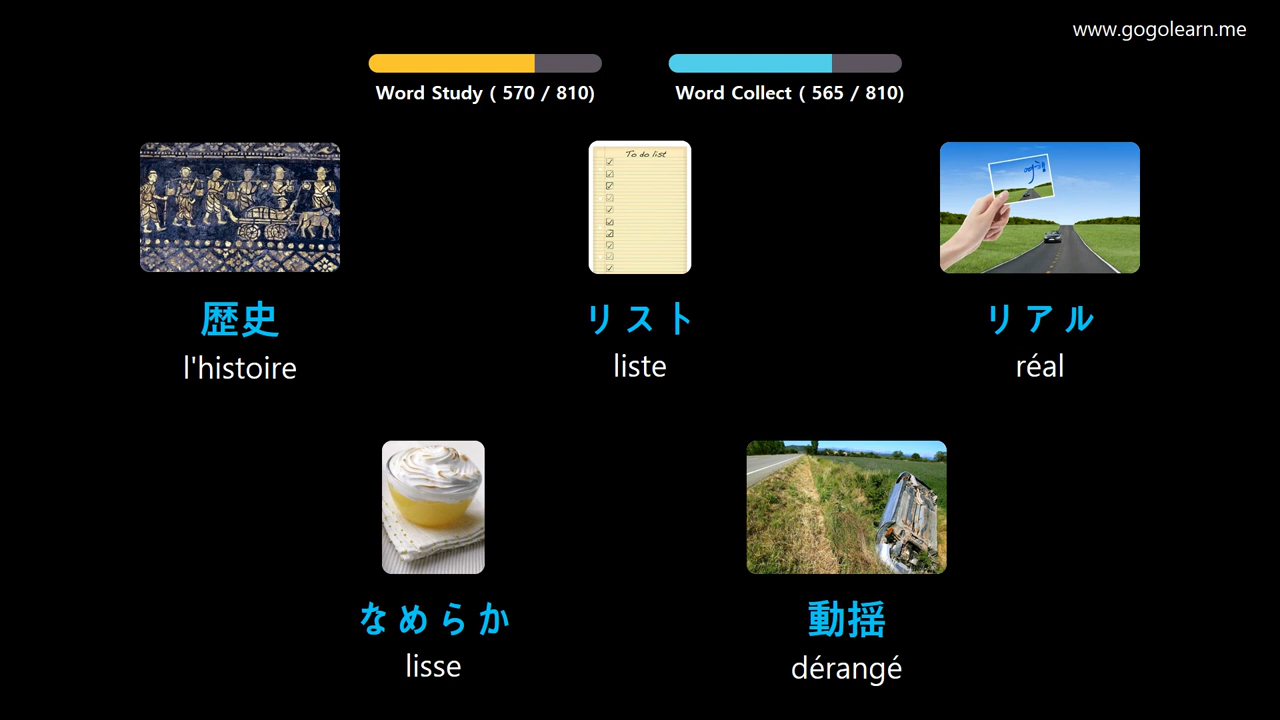 www.gogolearn.me
Word Study ( 570 / 810)
Word Collect ( 565 / 810)
To do list
歴史
l'histoire
リスト
liste
リアル
réal
なめらか
lisse
動揺
dérangé